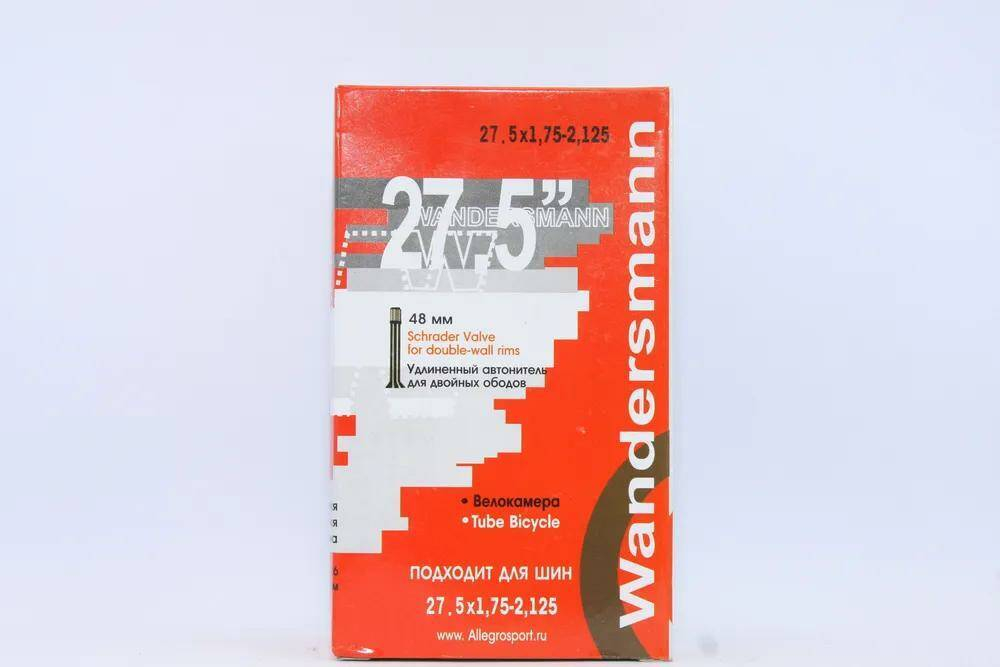 27.5x1,75-2,125
27.5”
WANDERSMANN
W
48 мм
Schrader Valve
for double-wall rims
Удлиненный автонитель
для двойных ободов
• Велокамера
• Tube Bicycle
ПОДХОДИТ ДЛЯ ШИН
27.5x1,75-2,125
www. Allegrosport.ru
Wandersmann
я
я
а
м